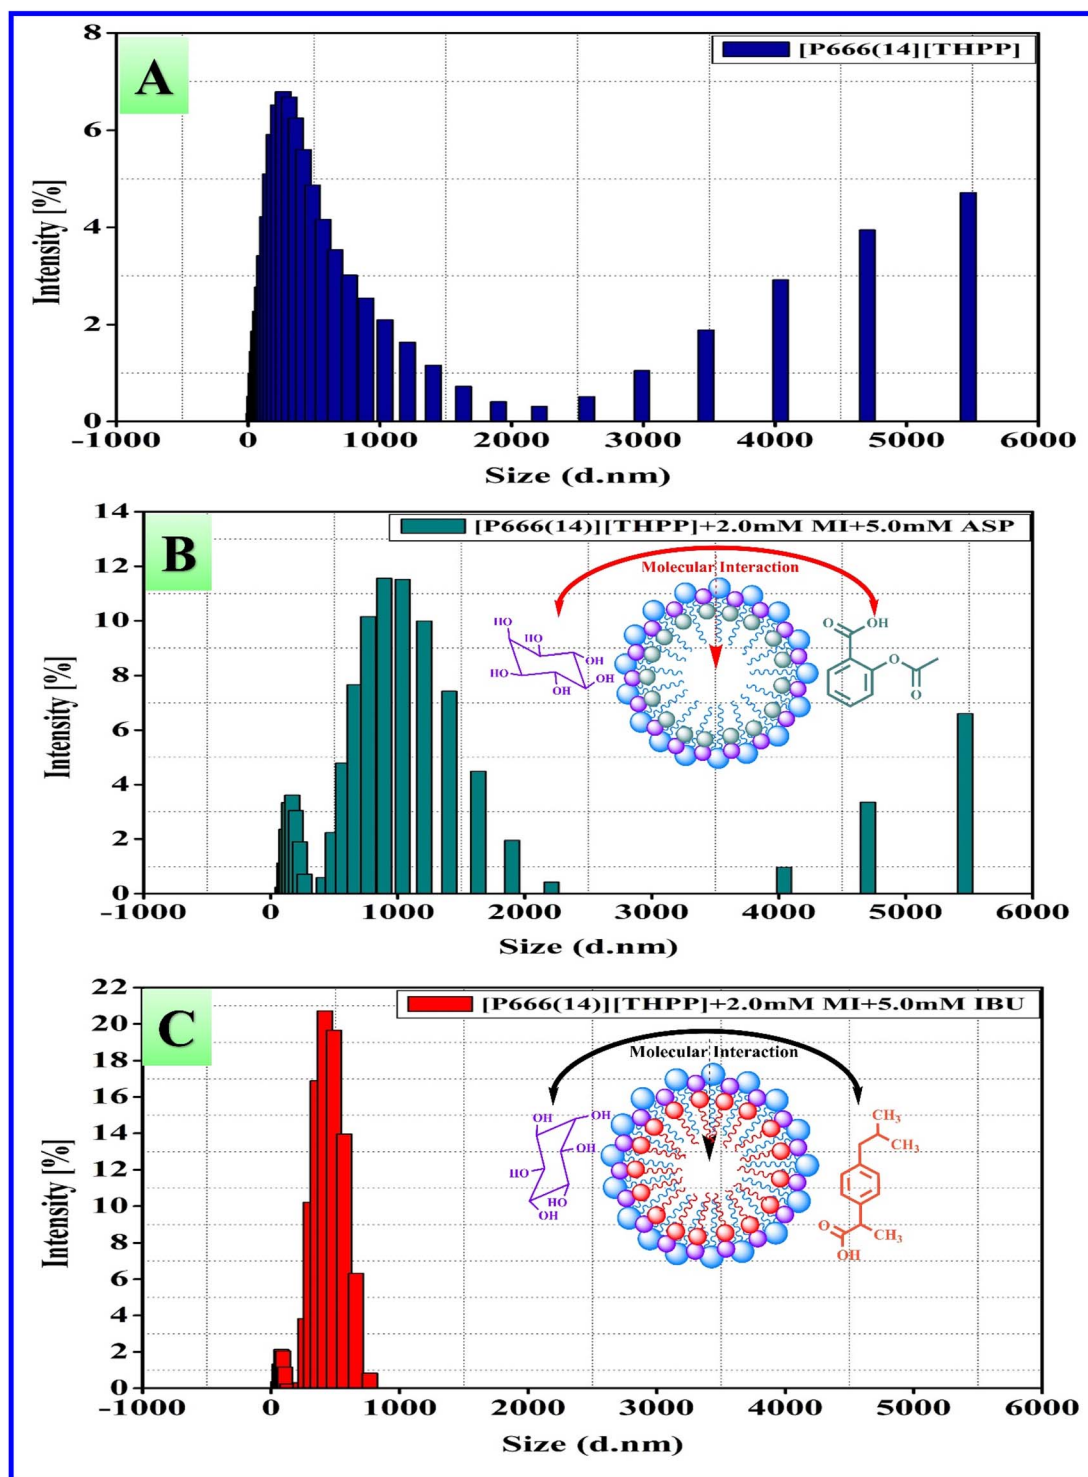 A
[P666(14][THPP]
Intensity [%]
8
6
4
2
0
-1000 0 1000 2000 3000 4000 5000 6000
Size (d.nm)
B
[P666(14)][THPP]+2.0mM MI+5.0mM ASP
Molecular Interaction
Intensity [%]
14
12
10
8
6
4
2
0
HO
HO
HO
OH
OH
OH
OH
O
O
O
-1000 0 1000 2000 3000 4000 5000 6000
Size (d.nm)
C
[P666(14)][THPP]+2.0mM MI+5.0mM IBU
Molecular Interaction
Intensity [%]
22
20
18
16
14
12
10
8
6
4
2
0
OH
OH
OH
HO
HO
OH
CH3
CH3
O
CH3
OH
-1000 0 1000 2000 3000 4000 5000 6000
Size (d.nm)